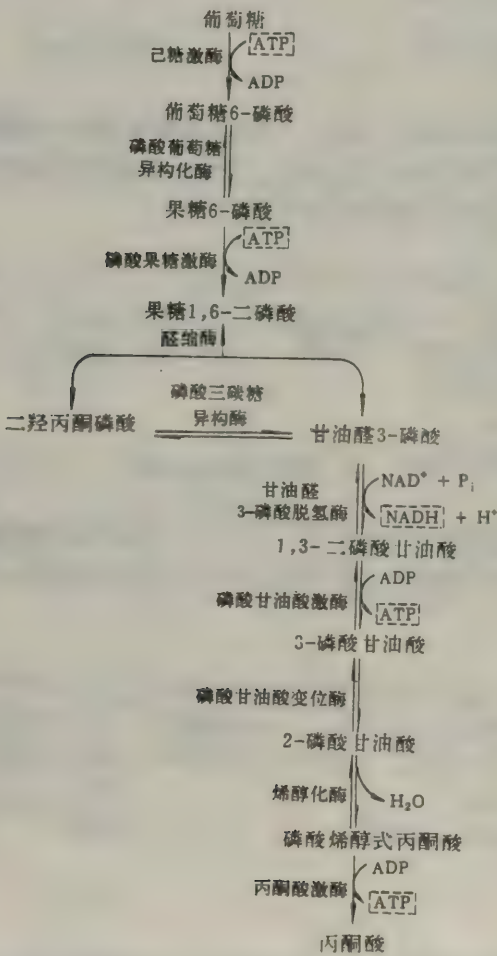 葡萄糖
己糖激酶
ATP
ADP
葡萄糖6-磷酸
磷酸葡萄糖
异构化酶
果糖6-磷酸
磷酸果糖激酶
ATP
ADP
果糖1,6-二磷酸
醛缩酶
磷酸三碳糖
异构酶
二羟丙酮磷酸
甘油醛3-磷酸
甘油醛
3-磷酸脱氢酶
NAD⁺ + Pᵢ
NADH + H⁺
1,3-二磷酸甘油酸
磷酸甘油酸激酶
ADP
ATP
3-磷酸甘油酸
磷酸甘油酸变位酶
2-磷酸甘油酸
烯醇化酶
H₂O
磷酸烯醇式丙酮酸
丙酮酸激酶
ADP
ATP
丙酮酸